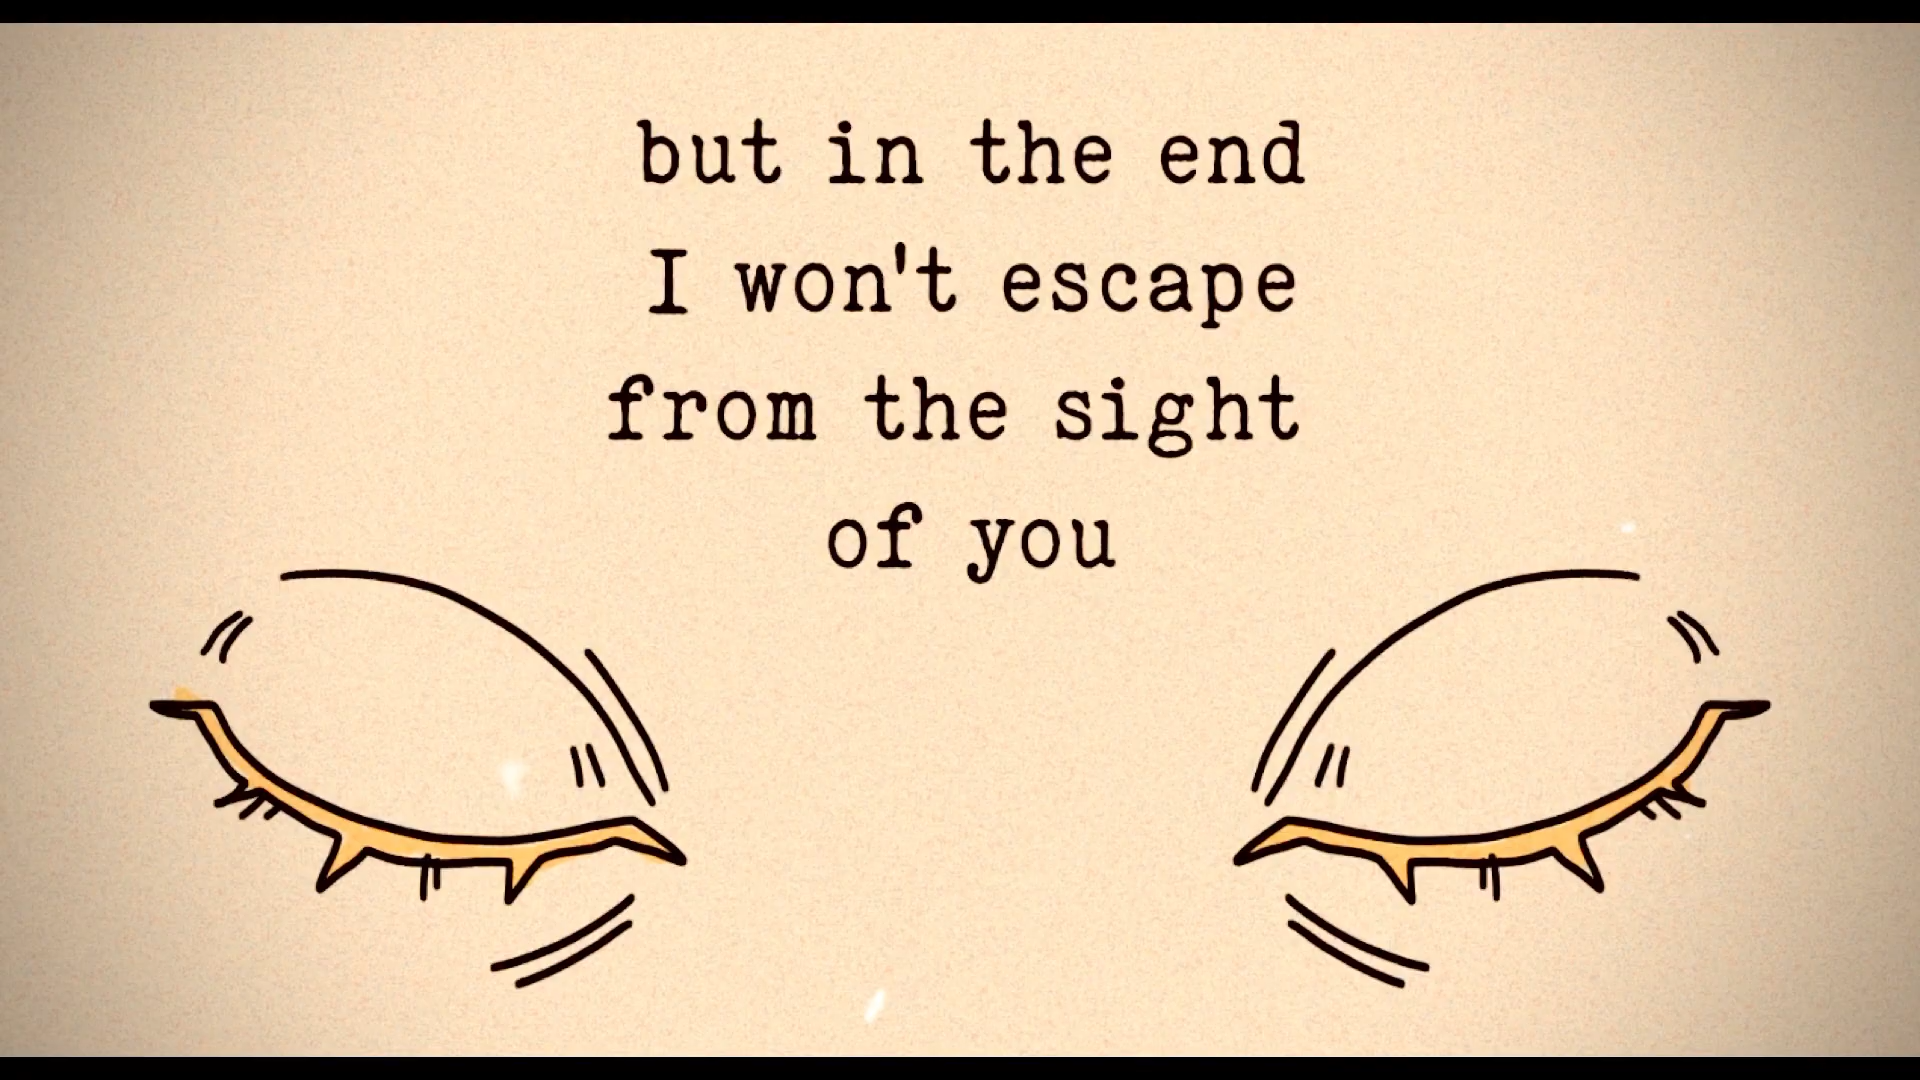 but in the end
I won't escape
from the sight
of you